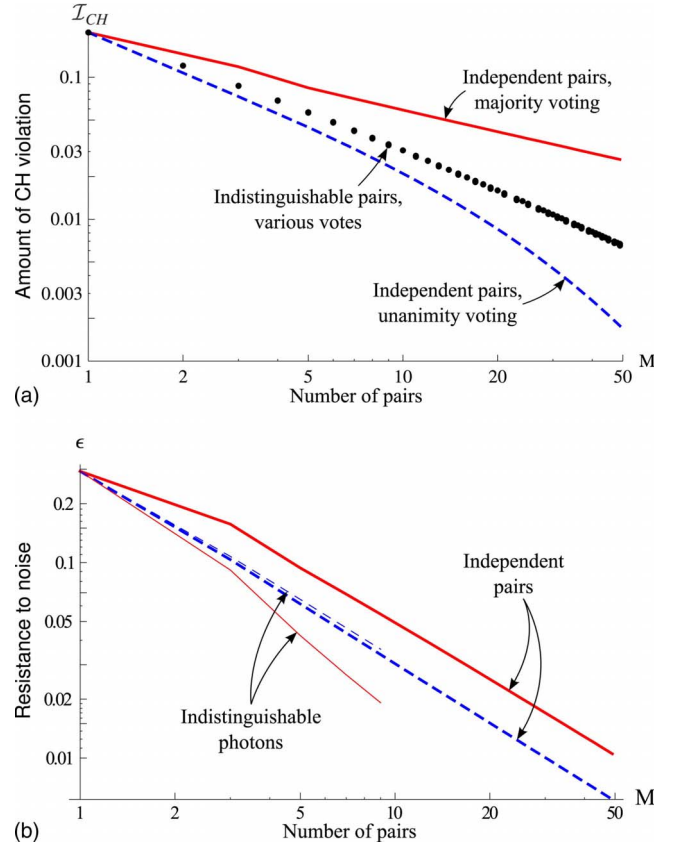 I_CH
Amount of CH violation
0.1
0.03
0.01
0.003
0.001
Independent pairs,
majority voting
Indistinguishable pairs,
various votes
Independent pairs,
unanimity voting
1
2
5
10
20
50
M
(a)
Number of pairs
ϵ
Resistance to noise
0.2
0.1
0.05
0.02
0.01
Independent
pairs
Indistinguishable
photons
1
2
5
10
20
50
M
(b)
Number of pairs